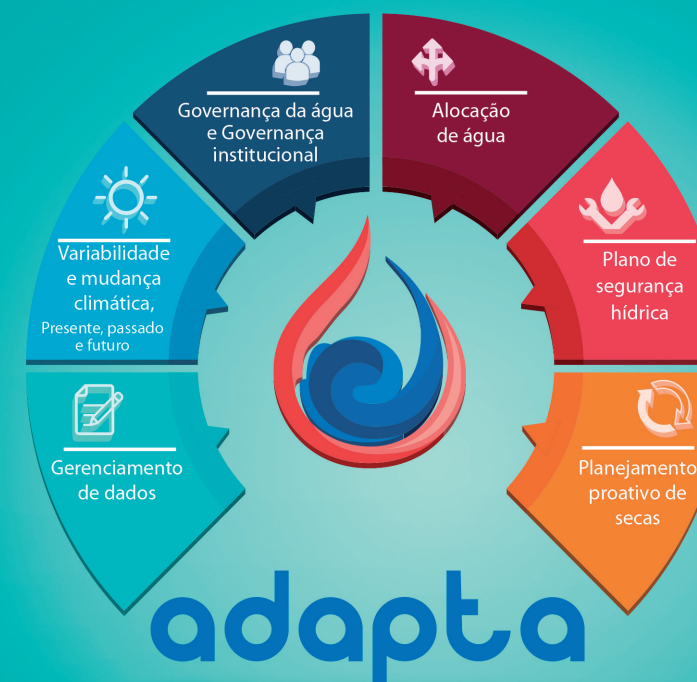 Governança da água
e Governança
institucional
Alocação
de água
Variabilidade
e mudança
climática,
Presente, passado
e futuro
Plano de
segurança
hídrica
Gerenciamento
de dados
Planejamento
proativo de
secas
adapta